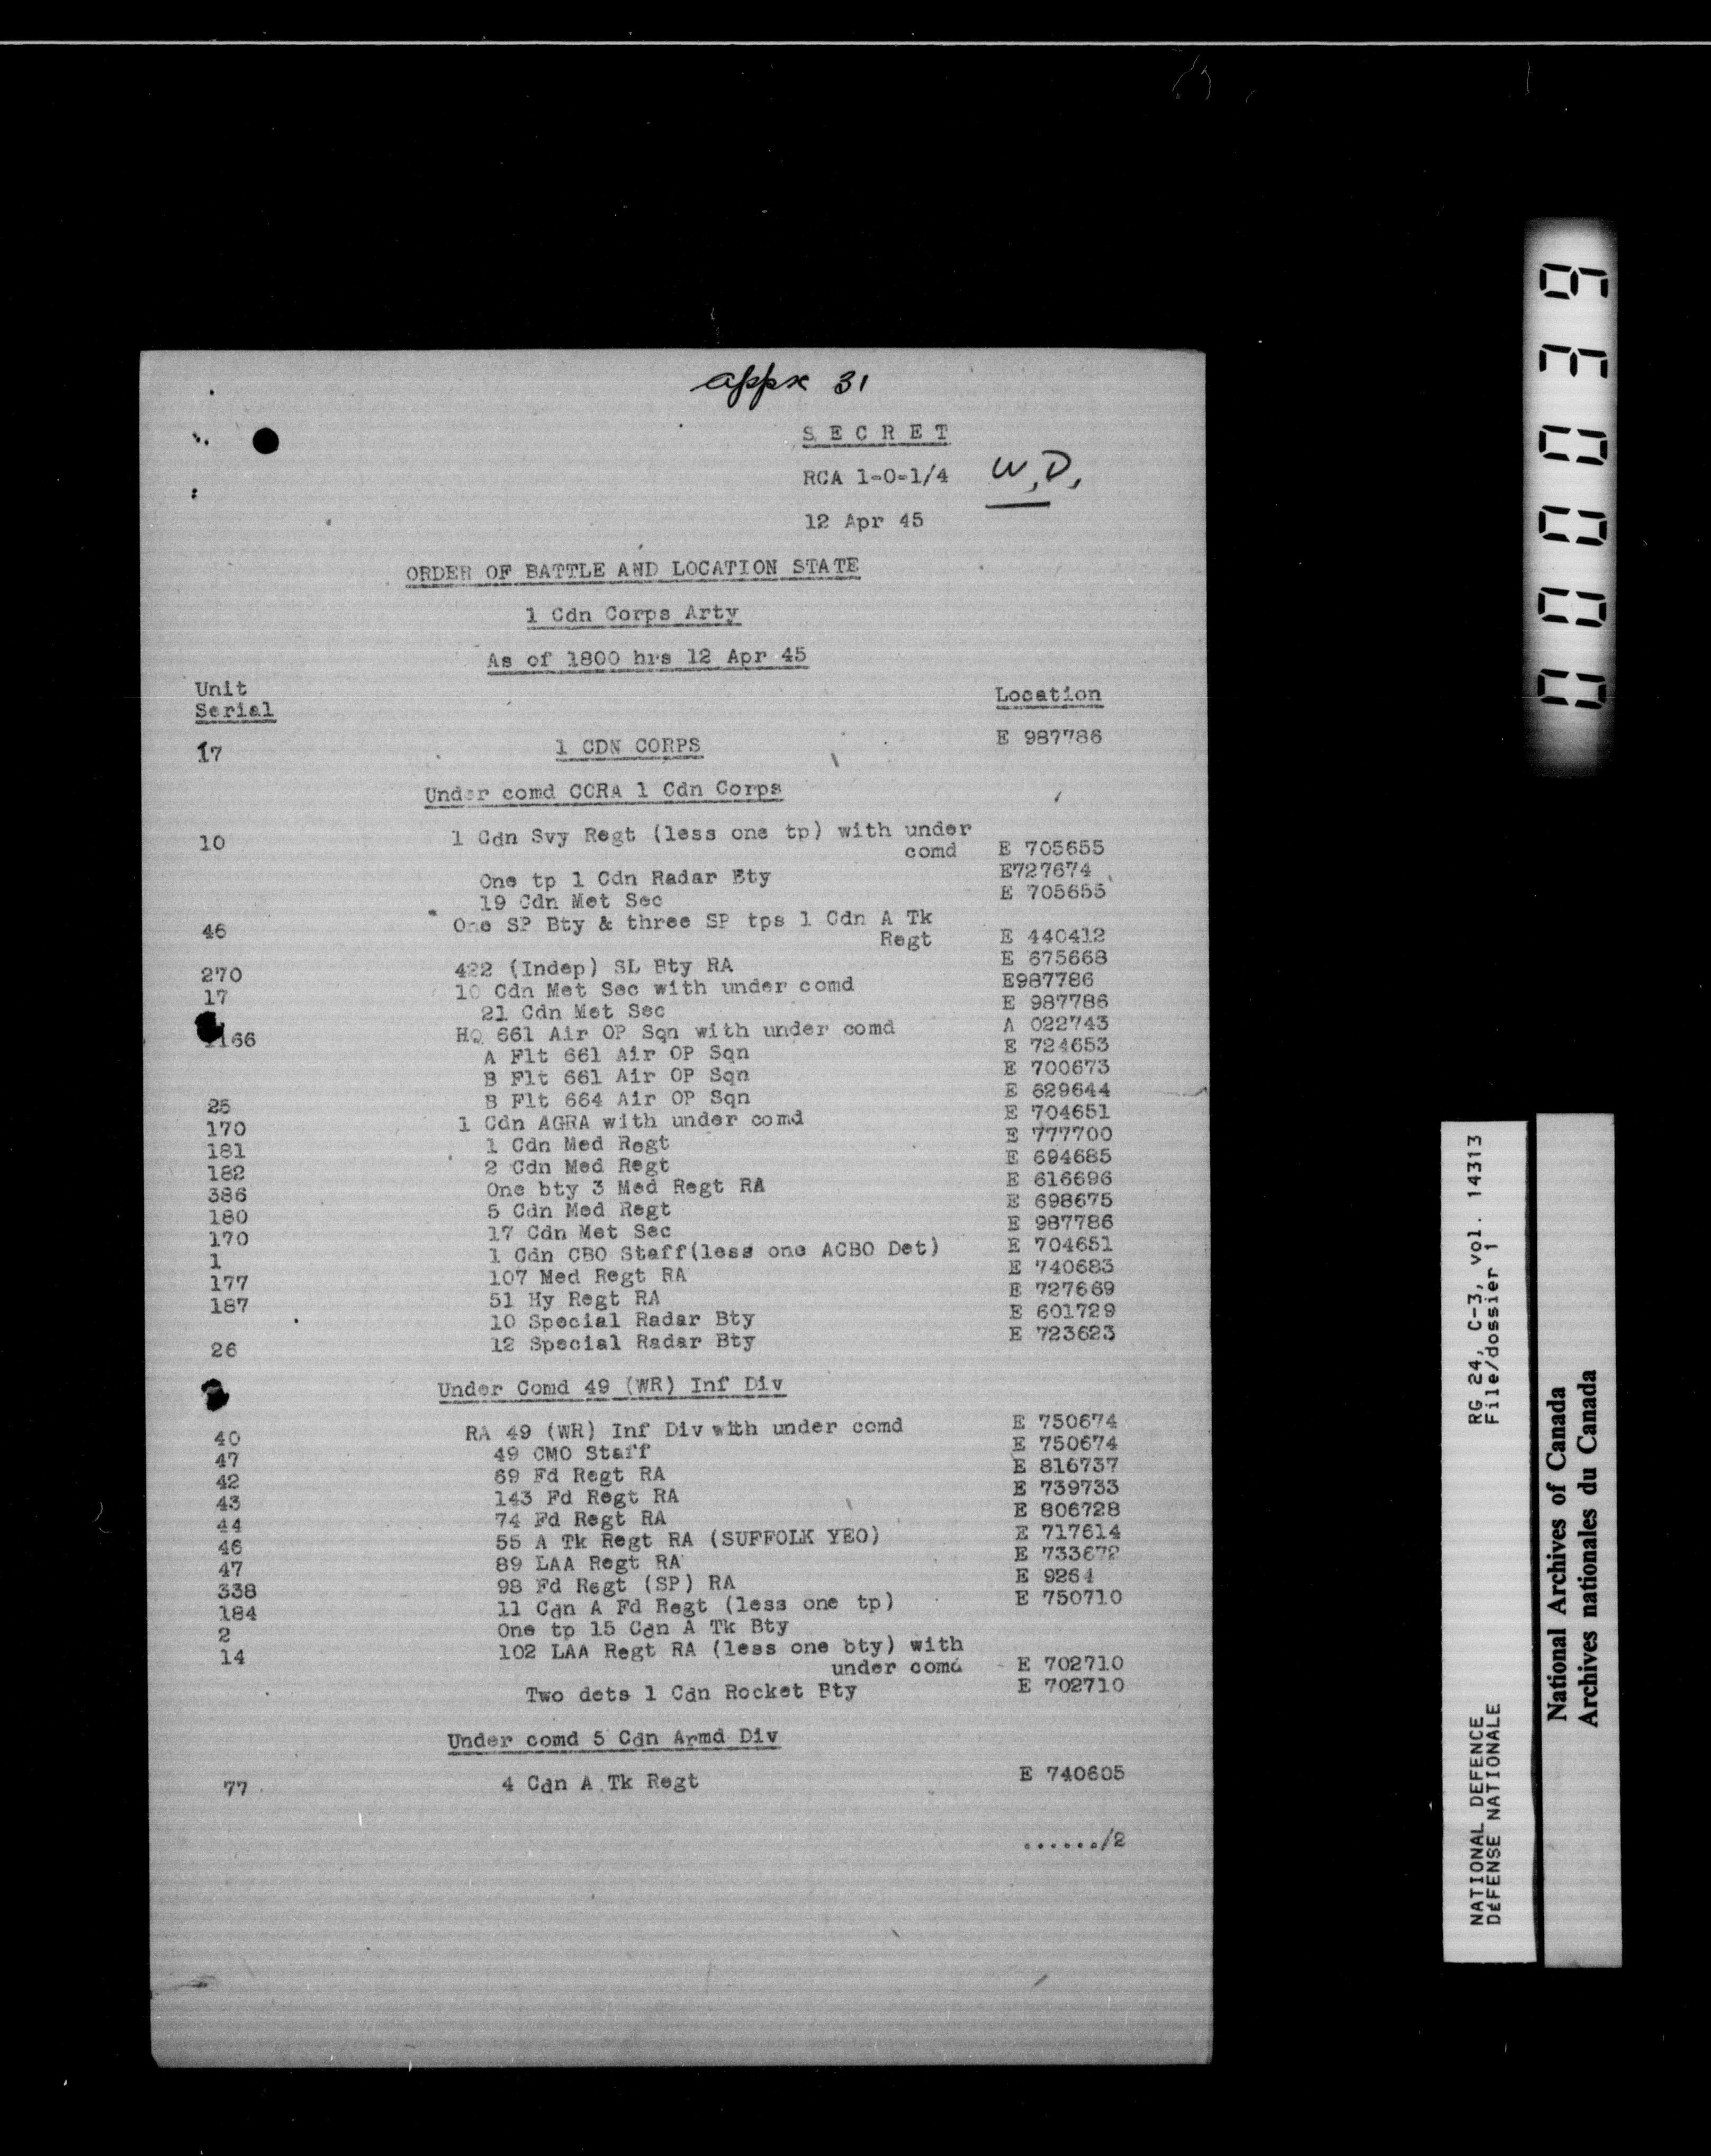 appx 31
SECRET
RCA 1-0-1/4 W.D.
12 Apr 45
ORDER OF BATTLE AND LOCATION STATE
1 Cdn Corps Arty
As of 1800 hrs 12 Apr 45
Unit
Serial Location
17 1 CDN CORPS E 987786
Under comd CCRA 1 Cdn Corps
10 1 Cdn Svy Regt (less one tp) with under
comd E 705655
One tp 1 Cdn Radar Bty E727674
19 Cdn Met Sec E 705655
46 One SP Bty & three SP tps 1 Cdn A Tk
Regt E 440412
270 422 (Indep) SL Bty RA E 675668
17 10 Cdn Met Sec with under comd E987786
21 Cdn Met Sec E 987786
1166 HQ 661 Air OP Sqn with under comd A 022743
A Flt 661 Air OP Sqn E 724653
B Flt 661 Air OP Sqn E 700673
B Flt 664 Air OP Sqn E 629644
25 1 Cdn AGRA with under comd E 704651
170 1 Cdn Med Regt E 777700
181 2 Cdn Med Regt E 694685
182 One bty 3 Med Regt RA E 616696
386 5 Cdn Med Regt E 698675
180 17 Cdn Met Sec E 987786
170 1 Cdn CBO Staff(less one ACBO Det) E 704651
1 107 Med Regt RA E 740683
177 51 Hy Regt RA E 727669
187 10 Special Radar Bty E 601729
12 Special Radar Bty E 723623
26
Under Comd 49 (WR) Inf Div
40 RA 49 (WR) Inf Div with under comd E 750674
47 49 CMO Staff E 750674
42 69 Fd Regt RA E 816737
43 143 Fd Regt RA E 739733
44 74 Fd Regt RA E 806728
46 55 A Tk Regt RA (SUFFOLK YEO) E 717614
47 89 LAA Regt RA E 733672
338 98 Fd Regt (SP) RA E 9264
184 11 Cdn A Fd Regt (less one tp) E 750710
2 One tp 15 Cdn A Tk Bty
14 102 LAA Regt RA (less one bty) with
under comd E 702710
Two dets 1 Cdn Rocket Bty E 702710
Under comd 5 Cdn Armd Div
77 4 Cdn A Tk Regt E 740605
....../2
000039
RG 24, C-3, vol. 14313
File/dossier 1
NATIONAL DEFENCE
DÉFENSE NATIONALE
National Archives of Canada
Archives nationales du Canada